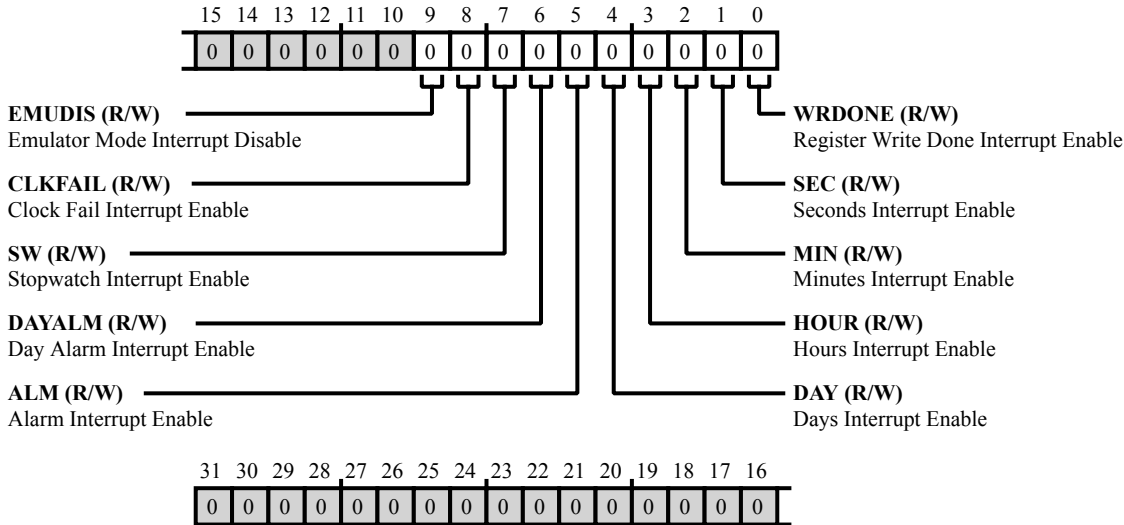 15 14 13 12 11 10 9 8 7 6 5 4 3 2 1 0
0 0 0 0 0 0 0 0 0 0 0 0 0 0 0 0
EMUDIS (R/W)
Emulator Mode Interrupt Disable
CLKFAIL (R/W)
Clock Fail Interrupt Enable
SW (R/W)
Stopwatch Interrupt Enable
DAYALM (R/W)
Day Alarm Interrupt Enable
ALM (R/W)
Alarm Interrupt Enable
WRDONE (R/W)
Register Write Done Interrupt Enable
SEC (R/W)
Seconds Interrupt Enable
MIN (R/W)
Minutes Interrupt Enable
HOUR (R/W)
Hours Interrupt Enable
DAY (R/W)
Days Interrupt Enable
31 30 29 28 27 26 25 24 23 22 21 20 19 18 17 16
0 0 0 0 0 0 0 0 0 0 0 0 0 0 0 0